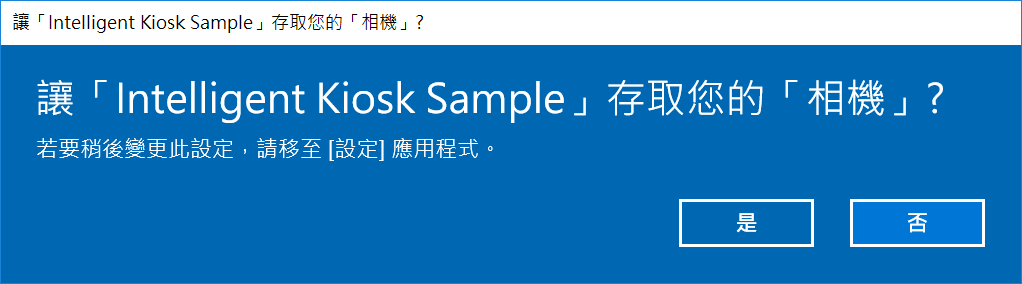 讓「Intelligent Kiosk Sample」存取您的「相機」?
讓「Intelligent Kiosk Sample」存取您的「相機」?
若要稍後變更此設定，請移至 [設定] 應用程式。
是
否